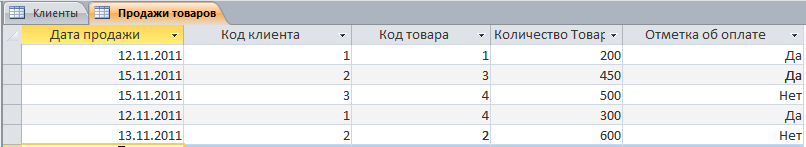 Клиенты Продажи товаров
Дата продажи Код клиента Код товара Количество Товар Отметка об оплате
12.11.2011 1 1 200 Да
15.11.2011 2 3 450 Да
15.11.2011 3 4 500 Нет
12.11.2011 1 4 300 Да
13.11.2011 2 2 600 Нет